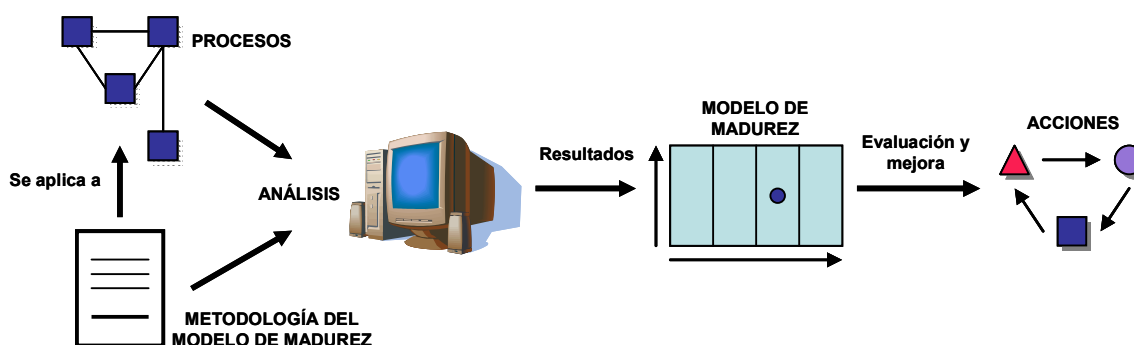 PROCESOS
Se aplica a
ANÁLISIS
METODOLOGÍA DEL
MODELO DE MADUREZ
Resultados
MODELO DE
MADUREZ
Evaluación y
mejora
ACCIONES